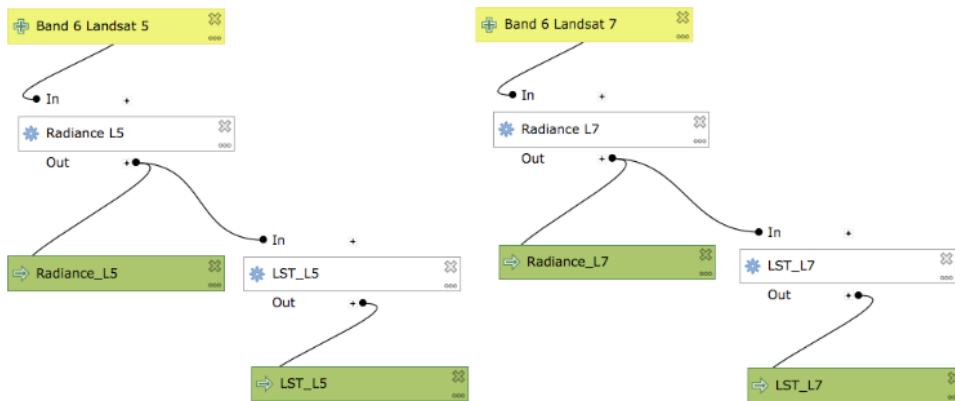 Band 6 Landsat 5
In
Radiance L5
Out
Radiance_L5
In
LST_L5
Out
LST_L5
Band 6 Landsat 7
In
Radiance L7
Out
Radiance_L7
In
LST_L7
Out
LST_L7